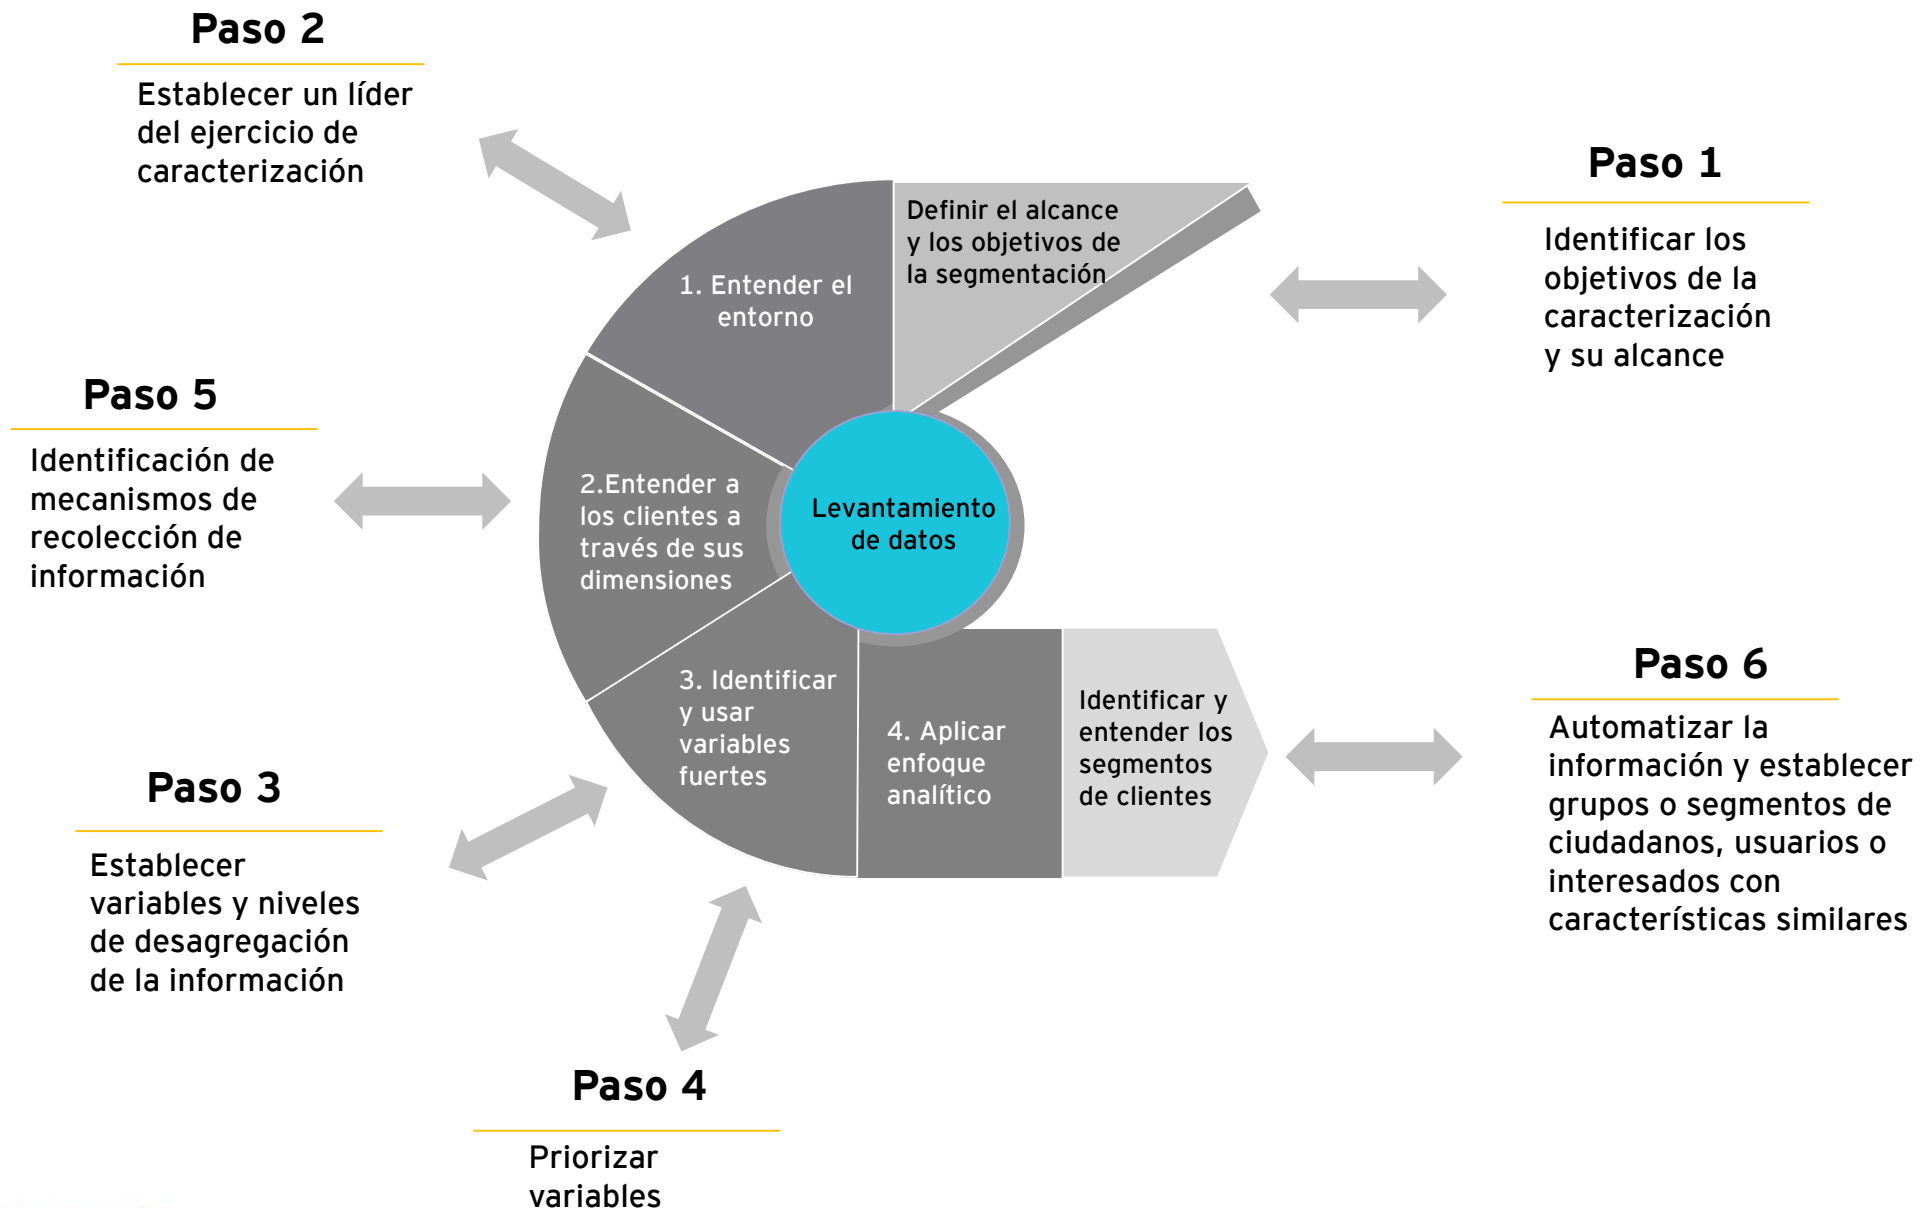 Paso 2
Establecer un líder
del ejercicio de
caracterización
Paso 1
Identificar los
objetivos de la
caracterización
y su alcance
Definir el alcance
y los objetivos de
la segmentación
1. Entender el
entorno
Paso 5
Identificación de
mecanismos de
recolección de
información
2.Entender a
los clientes a
través de sus
dimensiones
Levantamiento
de datos
3. Identificar
y usar
variables
fuertes
4. Aplicar
enfoque
analítico
Identificar y
entender los
segmentos
de clientes
Paso 6
Automatizar la
información y establecer
grupos o segmentos de
ciudadanos, usuarios o
interesados con
características similares
Paso 3
Establecer
variables y niveles
de desagregación
de la información
Paso 4
Priorizar
variables